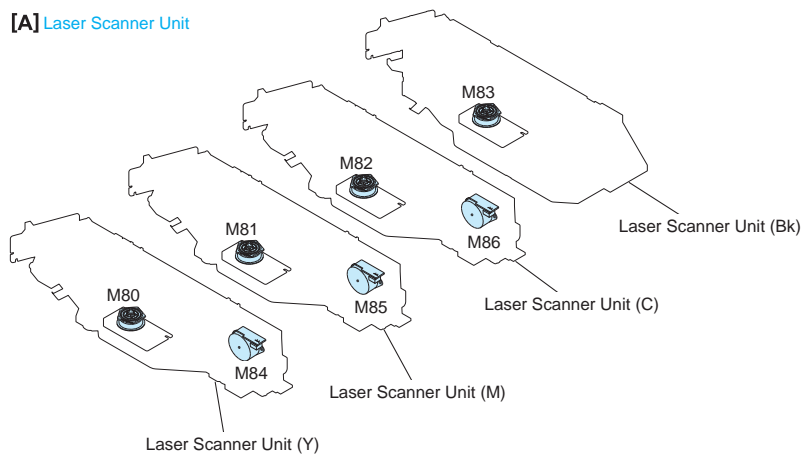 [A] Laser Scanner Unit
M83
M82
M86
Laser Scanner Unit (Bk)
M81
M85
Laser Scanner Unit (C)
M80
M84
Laser Scanner Unit (M)
Laser Scanner Unit (Y)